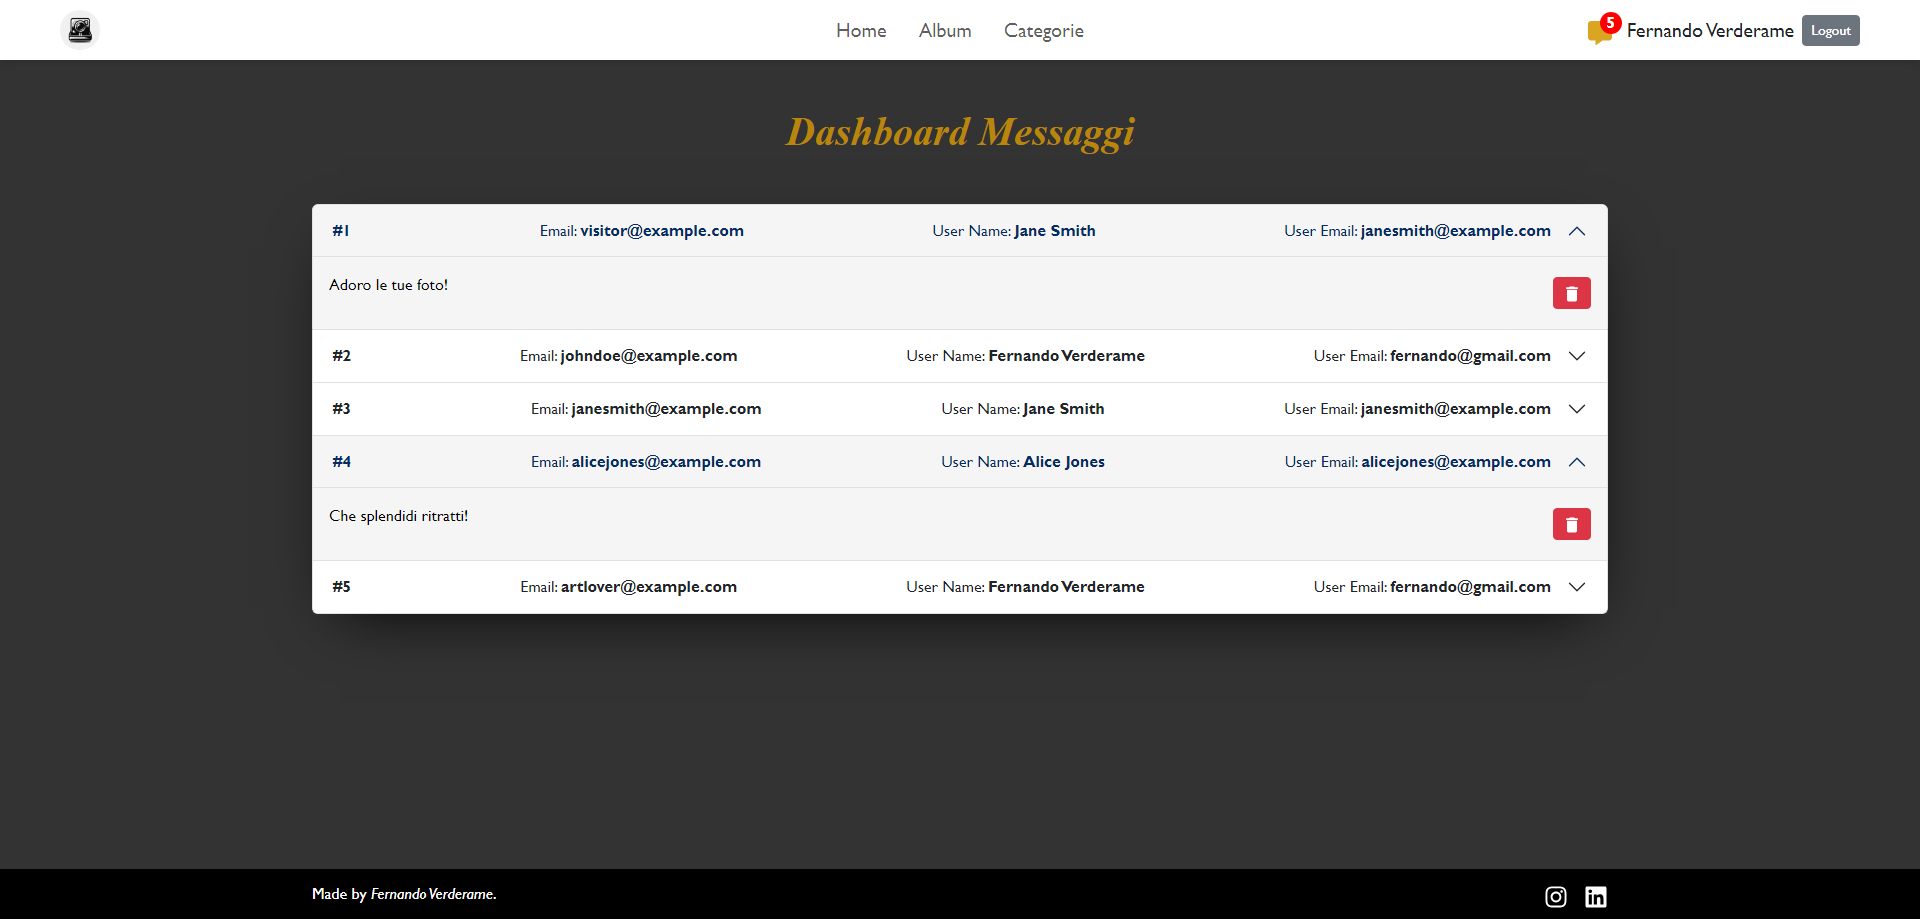 Home Album Categorie 5 Fernando Verderame Logout
Dashboard Messaggi
#1 Email: visitor@example.com User Name: Jane Smith User Email: janesmith@example.com
Adoro le tue foto!
#2 Email: johndoe@example.com User Name: Fernando Verderame User Email: fernando@gmail.com
#3 Email: janesmith@example.com User Name: Jane Smith User Email: janesmith@example.com
#4 Email: alicejones@example.com User Name: Alice Jones User Email: alicejones@example.com
Che splendidi ritratti!
#5 Email: artlover@example.com User Name: Fernando Verderame User Email: fernando@gmail.com
Made by Fernando Verderame.